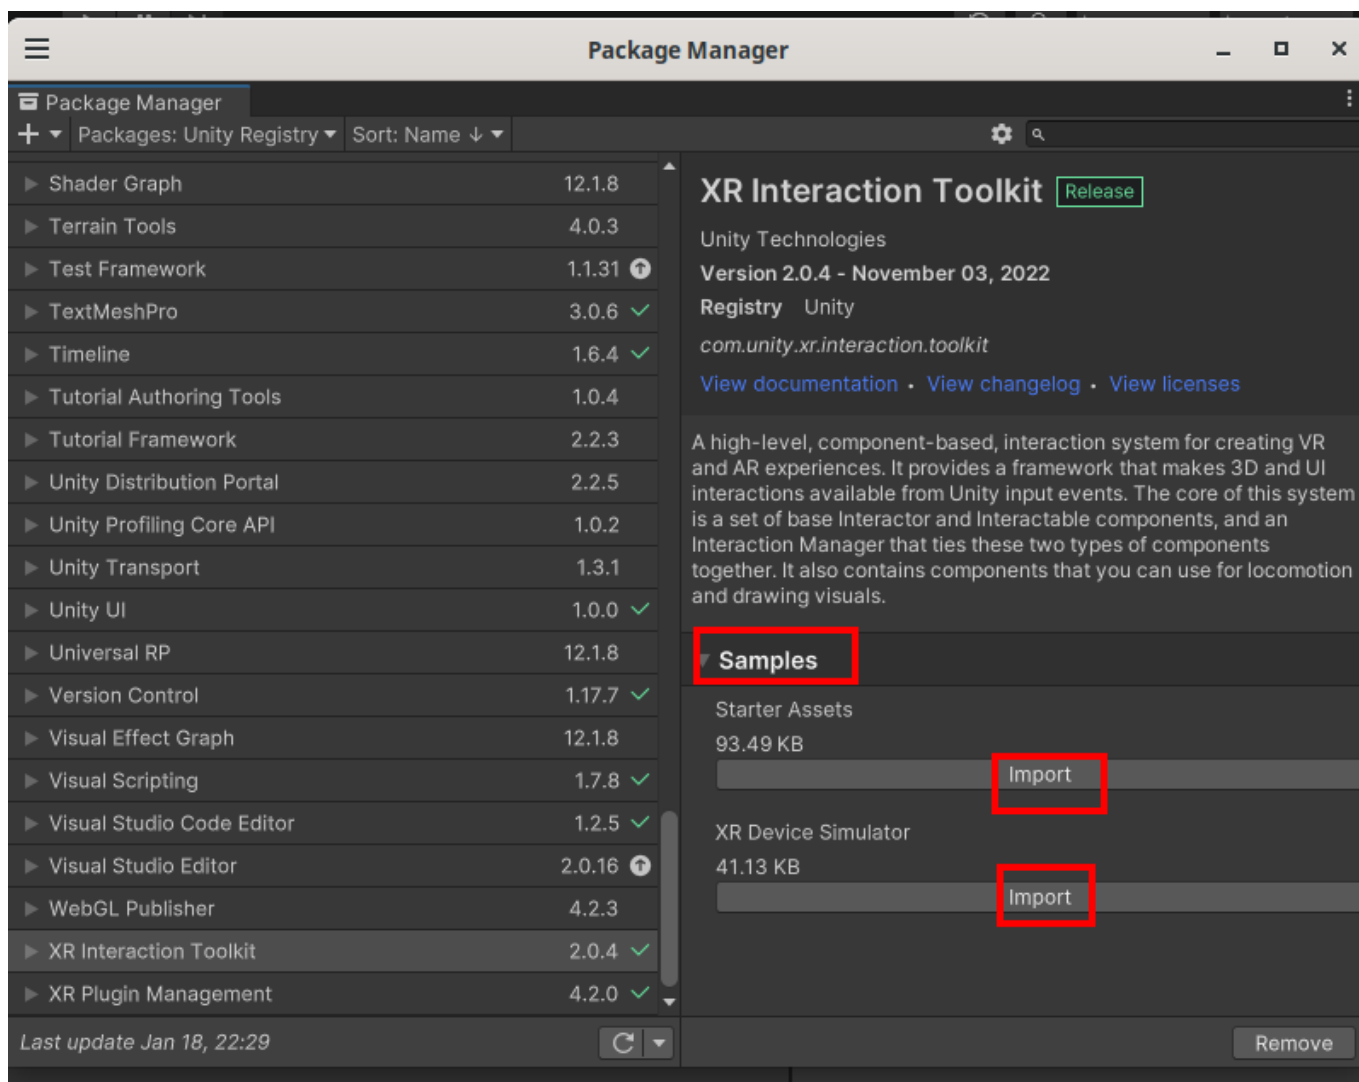 Package Manager
Package Manager
Packages: Unity Registry Sort: Name ↓
Shader Graph 12.1.8
Terrain Tools 4.0.3
Test Framework 1.1.31
TextMeshPro 3.0.6
Timeline 1.6.4
Tutorial Authoring Tools 1.0.4
Tutorial Framework 2.2.3
Unity Distribution Portal 2.2.5
Unity Profiling Core API 1.0.2
Unity Transport 1.3.1
Unity UI 1.0.0
Universal RP 12.1.8
Version Control 1.17.7
Visual Effect Graph 12.1.8
Visual Scripting 1.7.8
Visual Studio Code Editor 1.2.5
Visual Studio Editor 2.0.16
WebGL Publisher 4.2.3
XR Interaction Toolkit 2.0.4
XR Plugin Management 4.2.0
Last update Jan 18, 22:29
XR Interaction Toolkit Release
Unity Technologies
Version 2.0.4 - November 03, 2022
Registry Unity
com.unity.xr.interaction.toolkit
View documentation • View changelog • View licenses
A high-level, component-based, interaction system for creating VR
and AR experiences. It provides a framework that makes 3D and UI
interactions available from Unity input events. The core of this system
is a set of base Interactor and Interactable components, and an
Interaction Manager that ties these two types of components
together. It also contains components that you can use for locomotion
and drawing visuals.
Samples
Starter Assets
93.49 KB
Import
XR Device Simulator
41.13 KB
Import
Remove